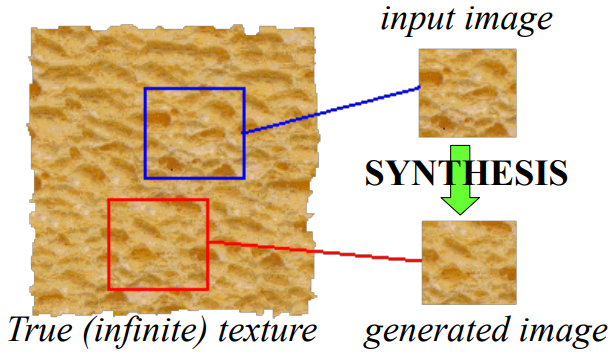 input image
SYNTHESIS
True (infinite) texture
generated image